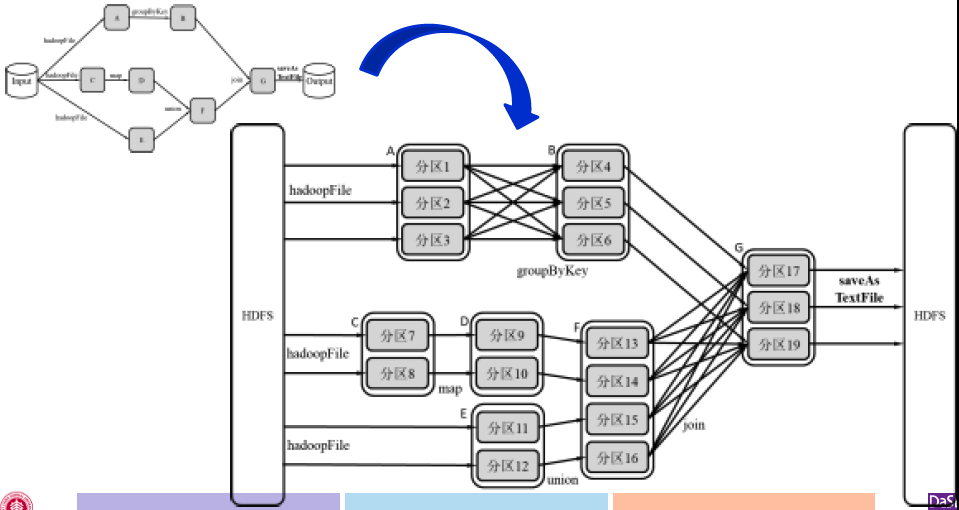 A
groupByKey
B
hadoopFile
Input
hadoopFile
C
map
D
join
G
saveAs
TextFile
Output
union
F
hadoopFile
E
HDFS
A
分区1
分区2
分区3
hadoopFile
B
分区4
分区5
分区6
groupByKey
C
分区7
分区8
hadoopFile
map
D
分区9
分区10
E
分区11
分区12
hadoopFile
union
F
分区13
分区14
分区15
分区16
join
G
分区17
分区18
分区19
saveAs
TextFile
HDFS
DaS